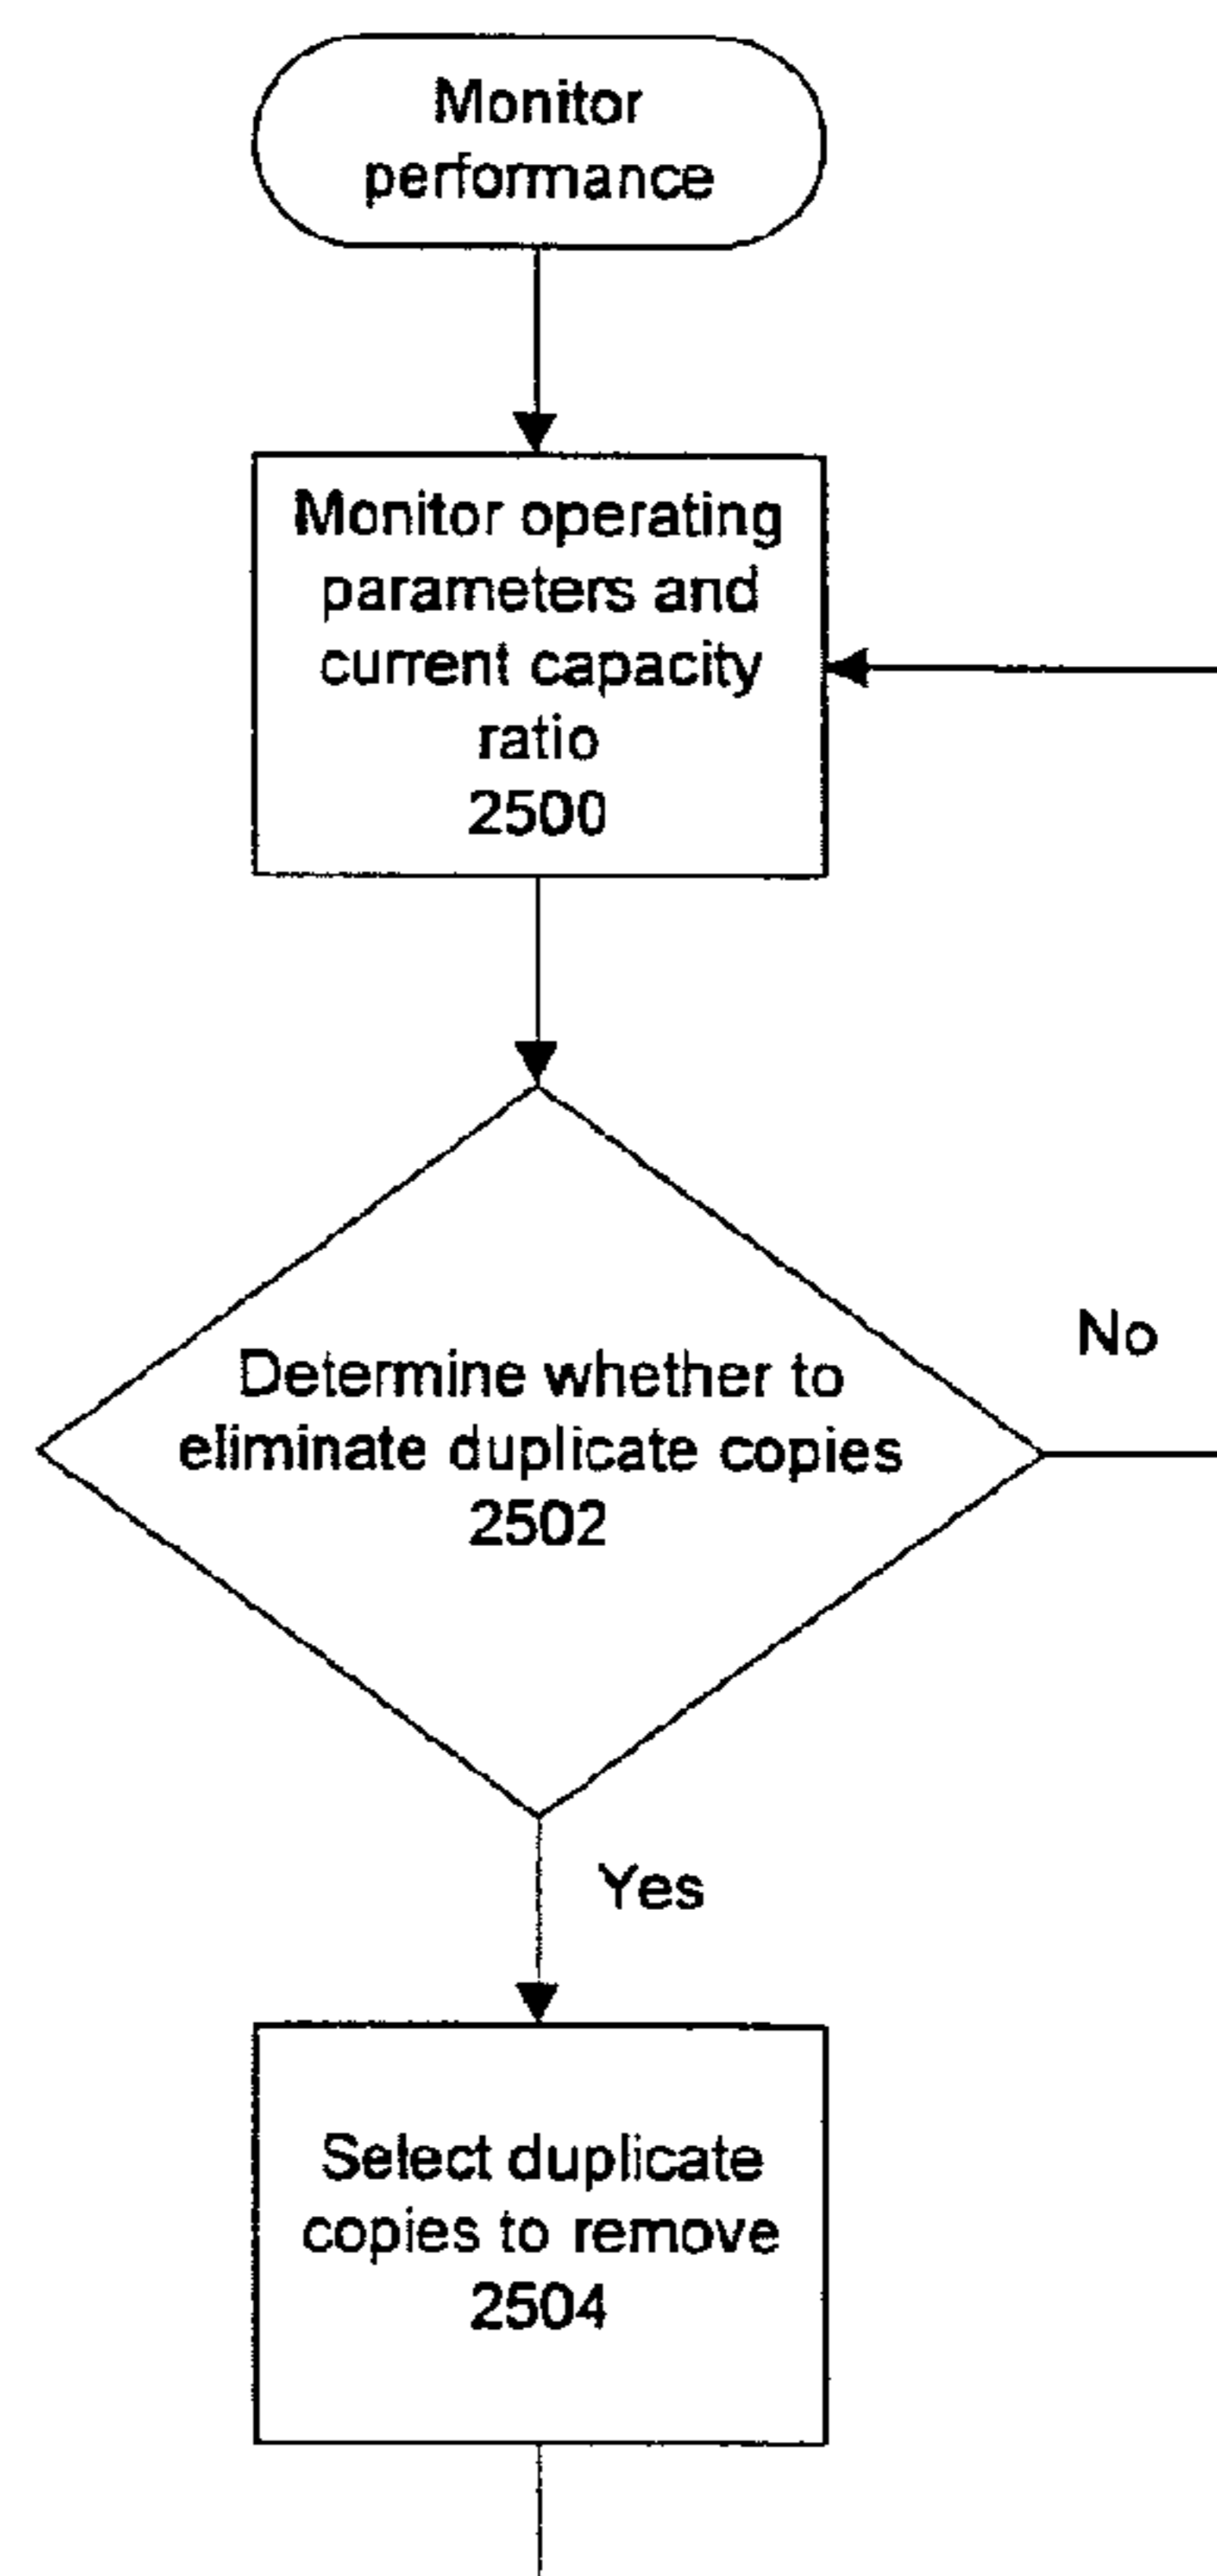 Monitor
performance
Monitor operating
parameters and
current capacity
ratio
2500
Determine whether to
eliminate duplicate copies
2502
No
Yes
Select duplicate
copies to remove
2504